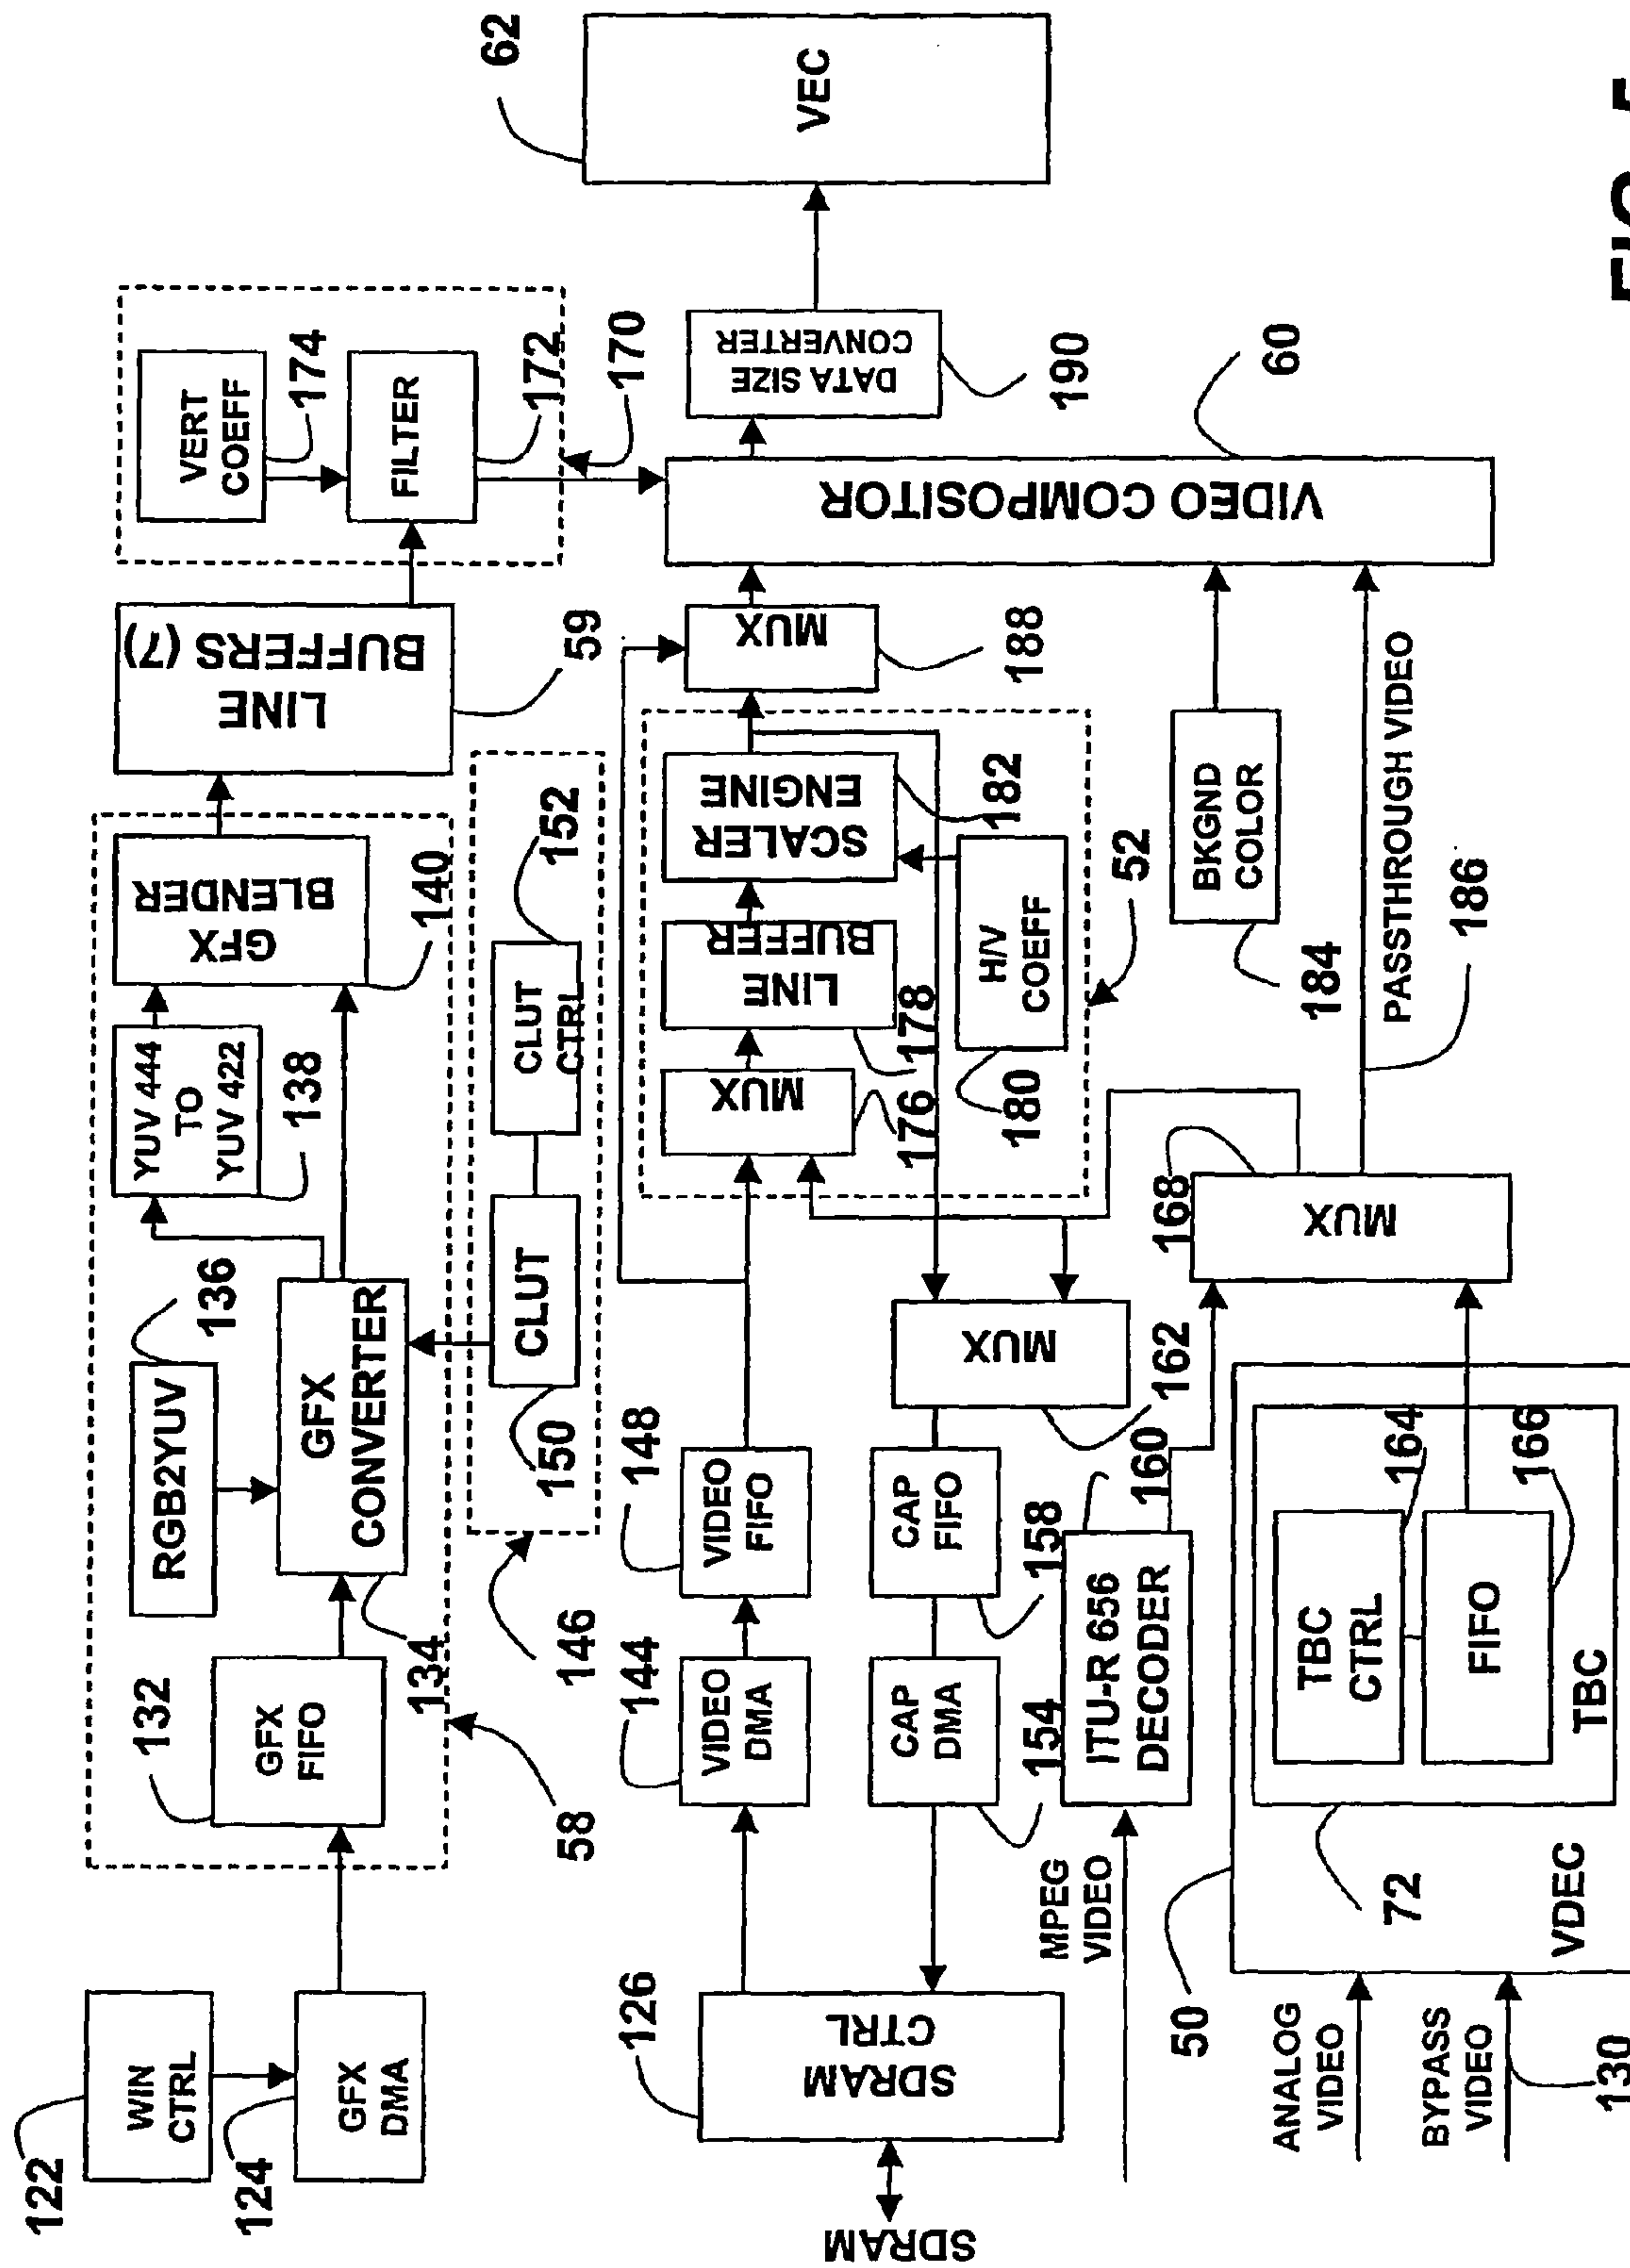 122
WIN
CTRL
124
GFX
DMA
132
GFX
FIFO
RGB2YUV
136
GFX
CONVERTER
134
YUV 444
TO
YUV 422
138
GFX
BLENDER
140
58
LINE
BUFFERS (7)
59
VERT
COEFF
174
FILTER
172
170
CLUT
150
CLUT
CTRL
152
146
SDRAM
SDRAM
CTRL
126
144
VIDEO
DMA
148
VIDEO
FIFO
CAP
DMA
154
CAP
FIFO
158
MUX
162
MUX
176
LINE
BUFFER
178
SCALER
ENGINE
182
H/V
COEFF
180
52
MUX
188
VIDEO COMPOSITOR
60
DATA SIZE
CONVERTER
190
62
VEC
MPEG
VIDEO
ITU-R 656
DECODER
160
168
MUX
BKGND
COLOR
184
PASSTHROUGH VIDEO
186
ANALOG
VIDEO
BYPASS
VIDEO
130
50
VDEC
72
TBC
CTRL
164
FIFO
166
TBC